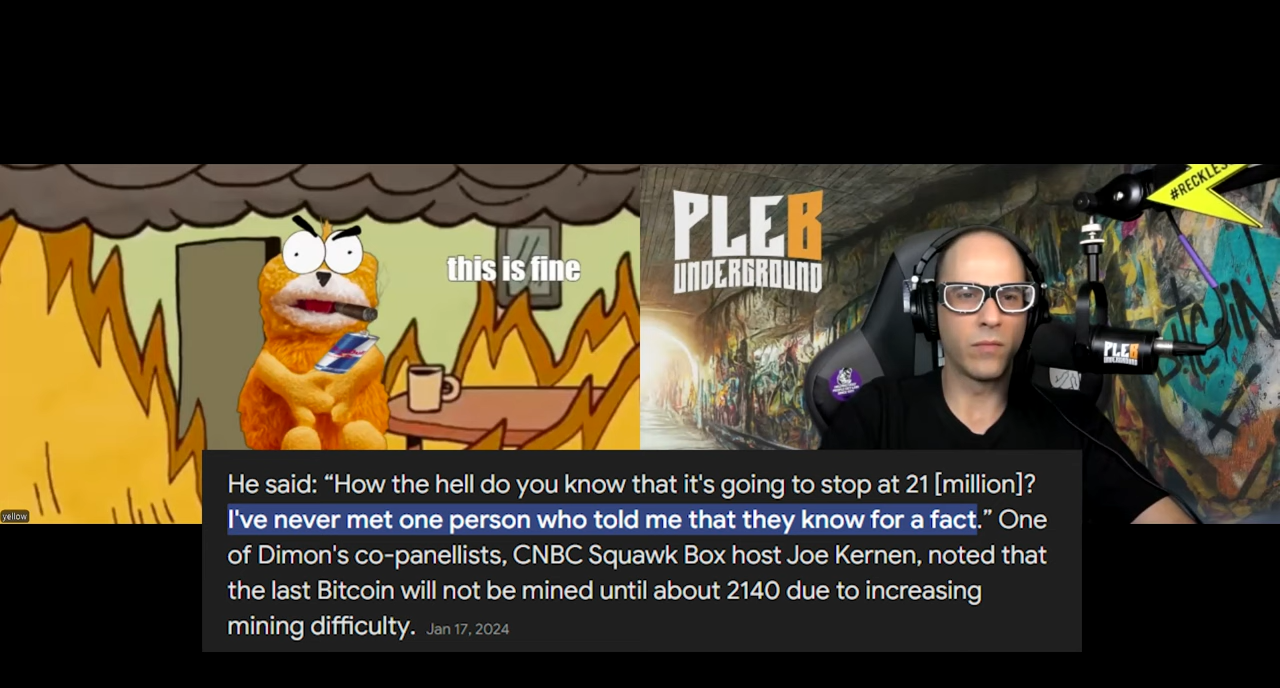 #RECKLES
PLEB
UNDERGROUND
this is fine
BitcoiN
PLEB
UNDERGROUND
yellow
He said: “How the hell do you know that it's going to stop at 21 [million]?
I've never met one person who told me that they know for a fact.” One
of Dimon's co-panellists, CNBC Squawk Box host Joe Kernen, noted that
the last Bitcoin will not be mined until about 2140 due to increasing
mining difficulty. Jan 17, 2024